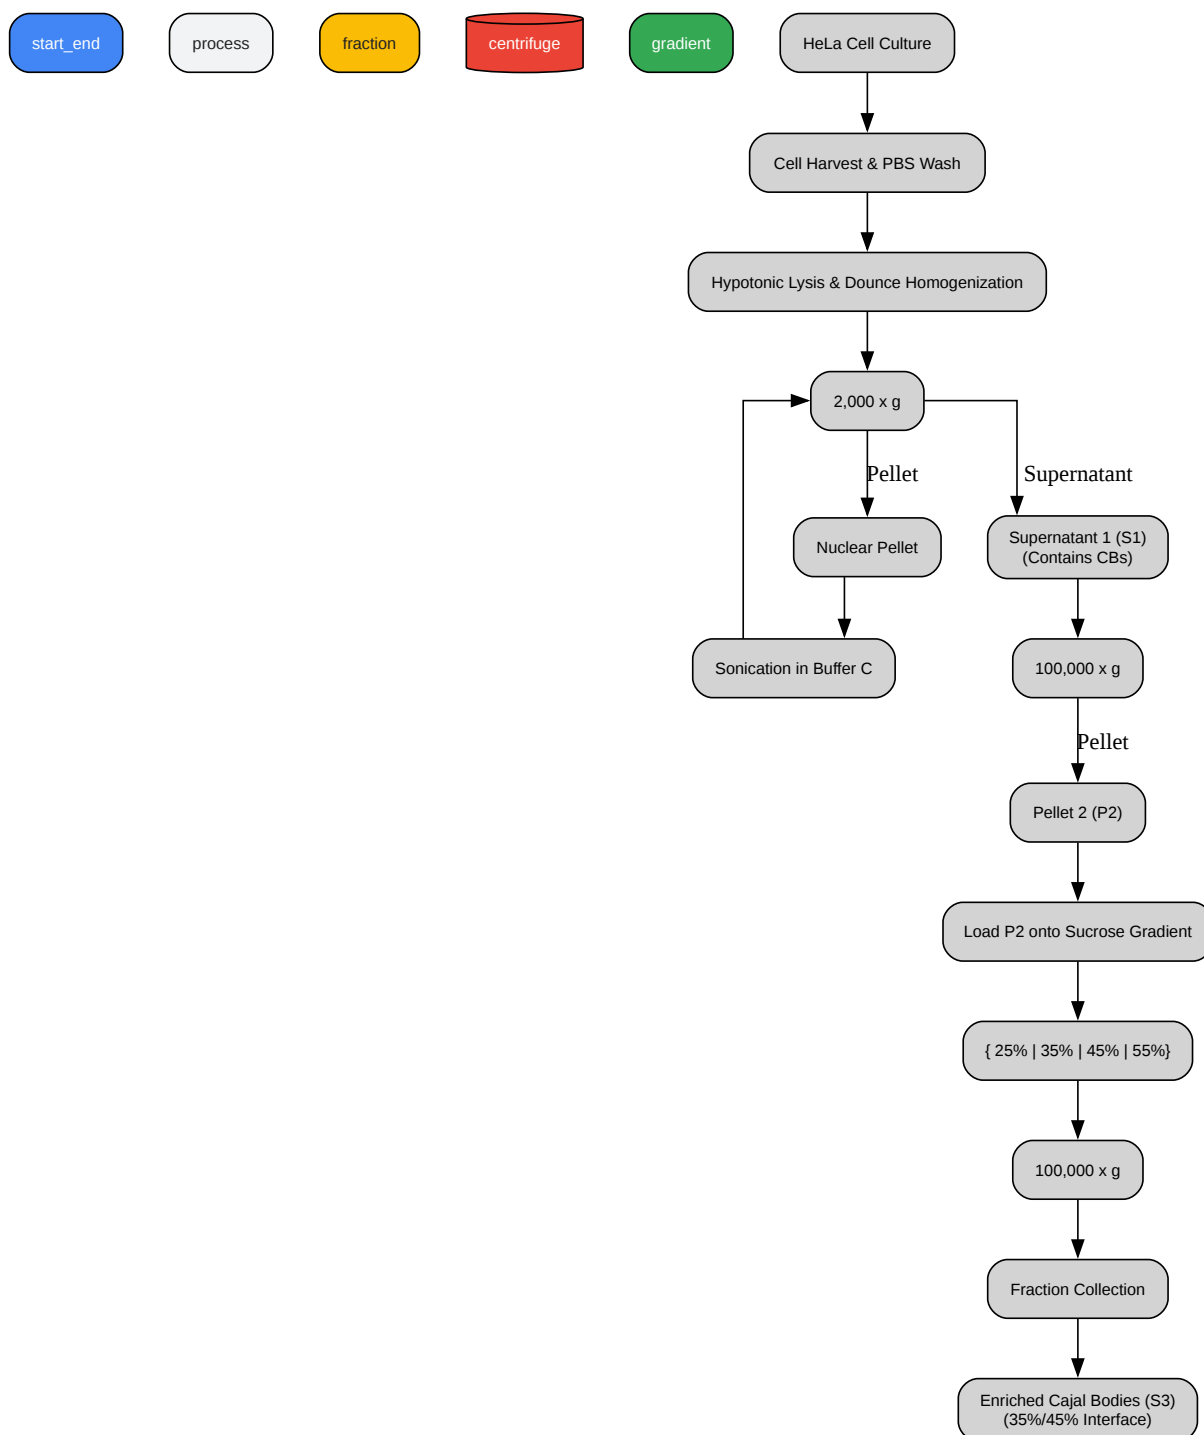 start_end
process
fraction
centrifuge
gradient
HeLa Cell Culture
Cell Harvest & PBS Wash
Hypotonic Lysis & Dounce Homogenization
2,000 x g
Pellet
Supernatant
Nuclear Pellet
Supernatant 1 (S1)
(Contains CBs)
Sonication in Buffer C
100,000 x g
Pellet
Pellet 2 (P2)
Load P2 onto Sucrose Gradient
{ 25% | 35% | 45% | 55%}
100,000 x g
Fraction Collection
Enriched Cajal Bodies (S3)
(35%/45% Interface)